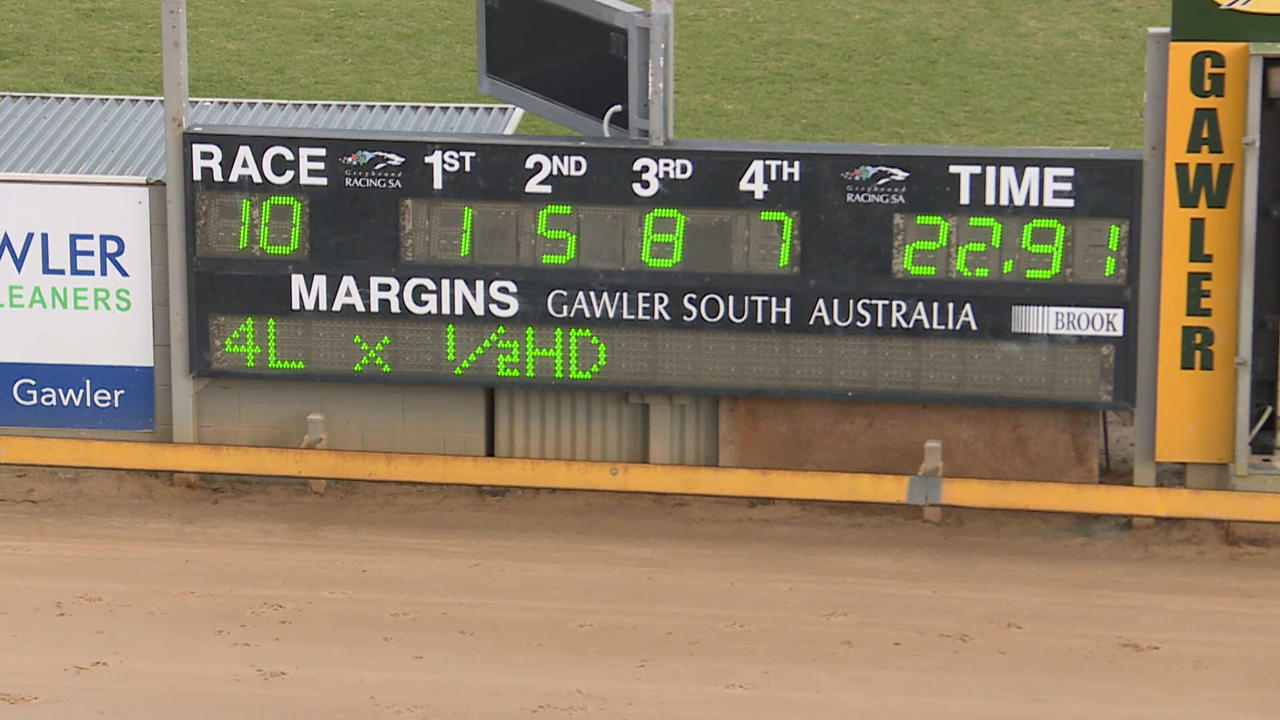 RACE Greyhound RACING SA 1ST 2ND 3RD 4TH Greyhound RACING SA TIME
10 1 5 8 7 22.91
MARGINS GAWLER SOUTH AUSTRALIA BROOK
4L x 1/2HD
WLER
LEANERS
Gawler
GAWLER